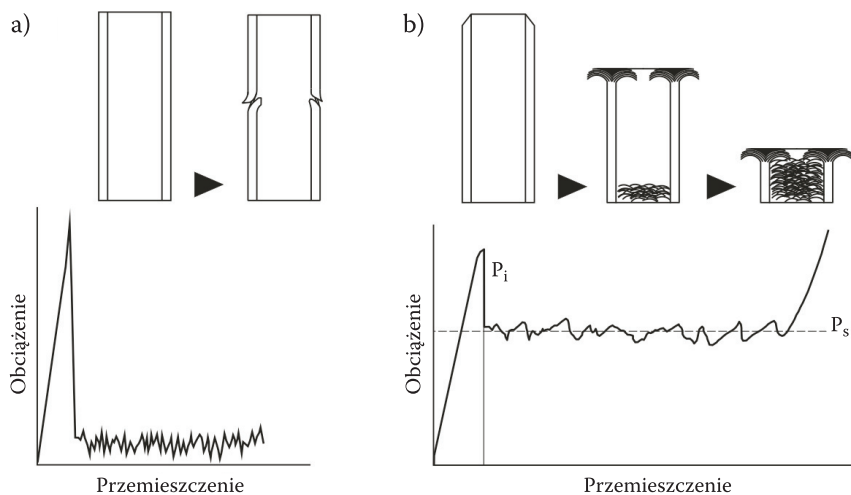 a)
b)
Obciążenie
Przemieszczenie
Obciążenie
P_i
P_s
Przemieszczenie